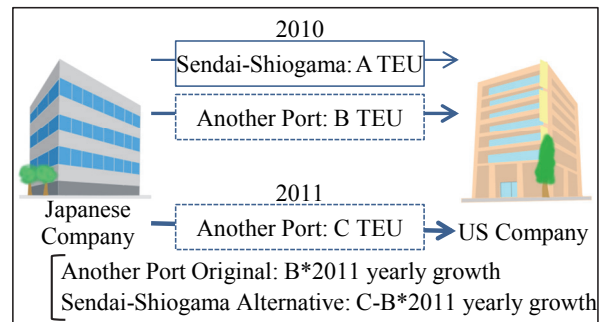 2010
Sendai-Shiogama: A TEU
Another Port: B TEU
2011
Another Port: C TEU
Japanese
Company
US Company
Another Port Original: B*2011 yearly growth
Sendai-Shiogama Alternative: C-B*2011 yearly growth